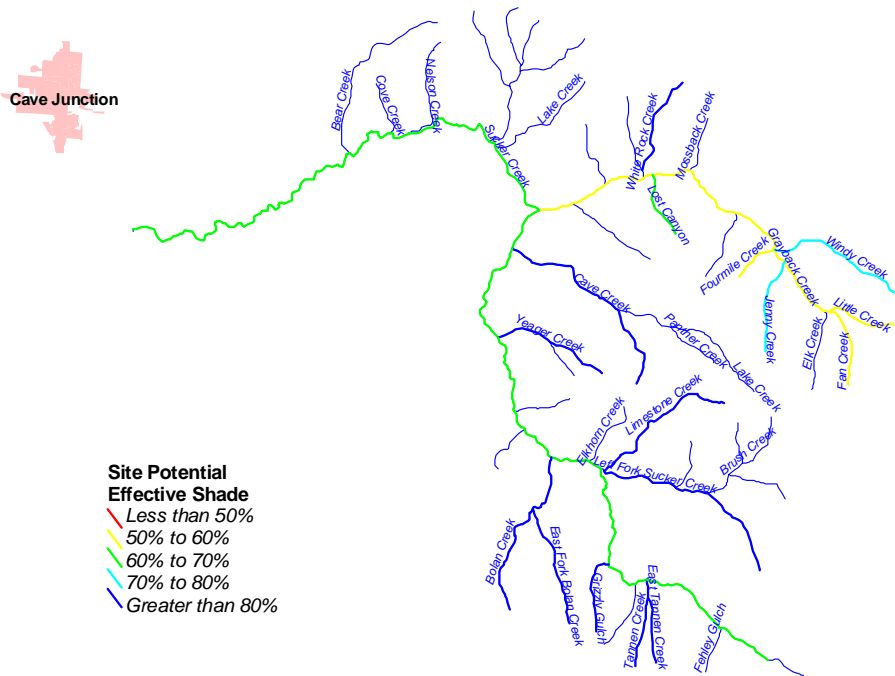 Cave Junction
Bear Creek
Cove Creek
Nelson Creek
Sucker Creek
Lake Creek
White Rock Creek
Mossback Creek
Lost Canyon
Grayback Creek
Fourmile Creek
Windy Creek
Jenny Creek
Little Creek
Elk Creek
Fan Creek
Cave Creek
Panther Creek
Lake Creek
Yeager Creek
Limestone Creek
Elkhorn Creek
Left Fork Sucker Creek
Brush Creek
Bolan Creek
East Fork Bolan Creek
Grizzly Gulch
Tannen Creek
East Tannen Creek
Fehley Gulch
Site Potential
Effective Shade
Less than 50%
50% to 60%
60% to 70%
70% to 80%
Greater than 80%